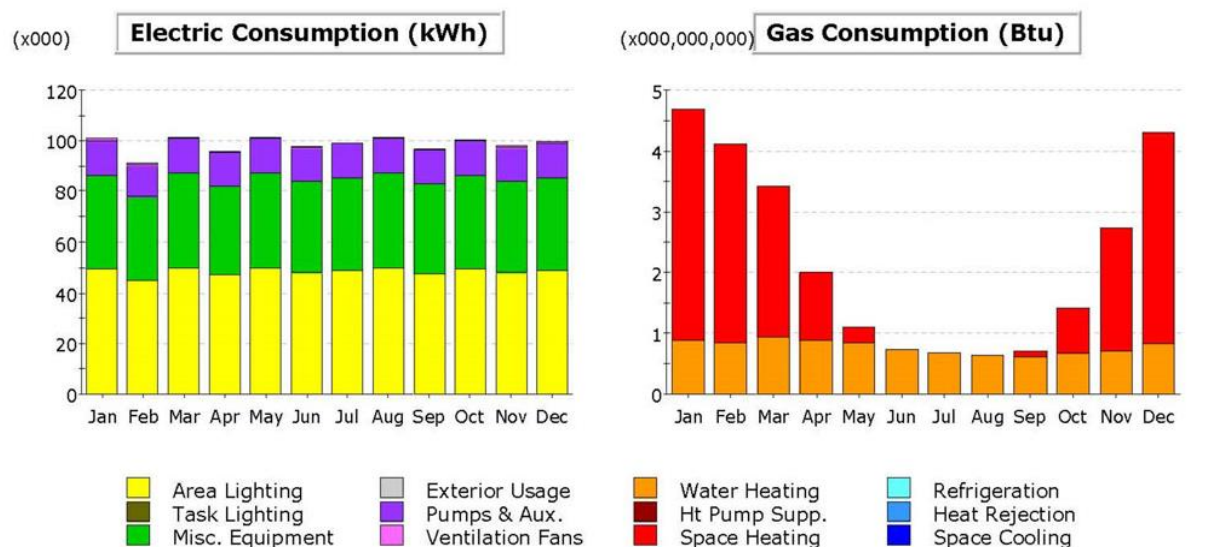 (x000) Electric Consumption (kWh)
120
100
80
60
40
20
0
Jan Feb Mar Apr May Jun Jul Aug Sep Oct Nov Dec
(x000,000,000) Gas Consumption (Btu)
5
4
3
2
1
0
Jan Feb Mar Apr May Jun Jul Aug Sep Oct Nov Dec
Area Lighting
Task Lighting
Misc. Equipment
Exterior Usage
Pumps & Aux.
Ventilation Fans
Water Heating
Ht Pump Supp.
Space Heating
Refrigeration
Heat Rejection
Space Cooling